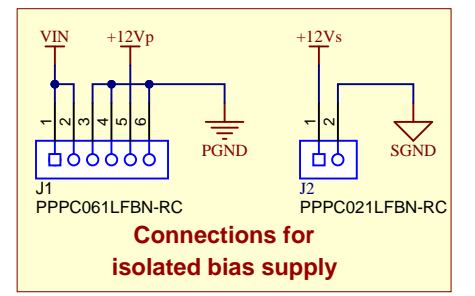 VIN +12Vp +12Vs
1 2 3 4 5 6 1 2
PGND SGND
J1 J2
PPPC061LFBN-RC PPPC021LFBN-RC
Connections for
isolated bias supply